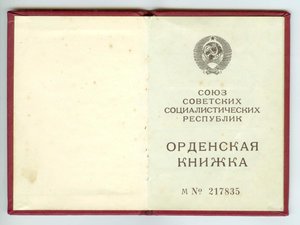 СОЮЗ
СОВЕТСКИХ
СОЦИАЛИСТИЧЕСКИХ
РЕСПУБЛИК
ОРДЕНСКАЯ
КНИЖКА
М № 217835